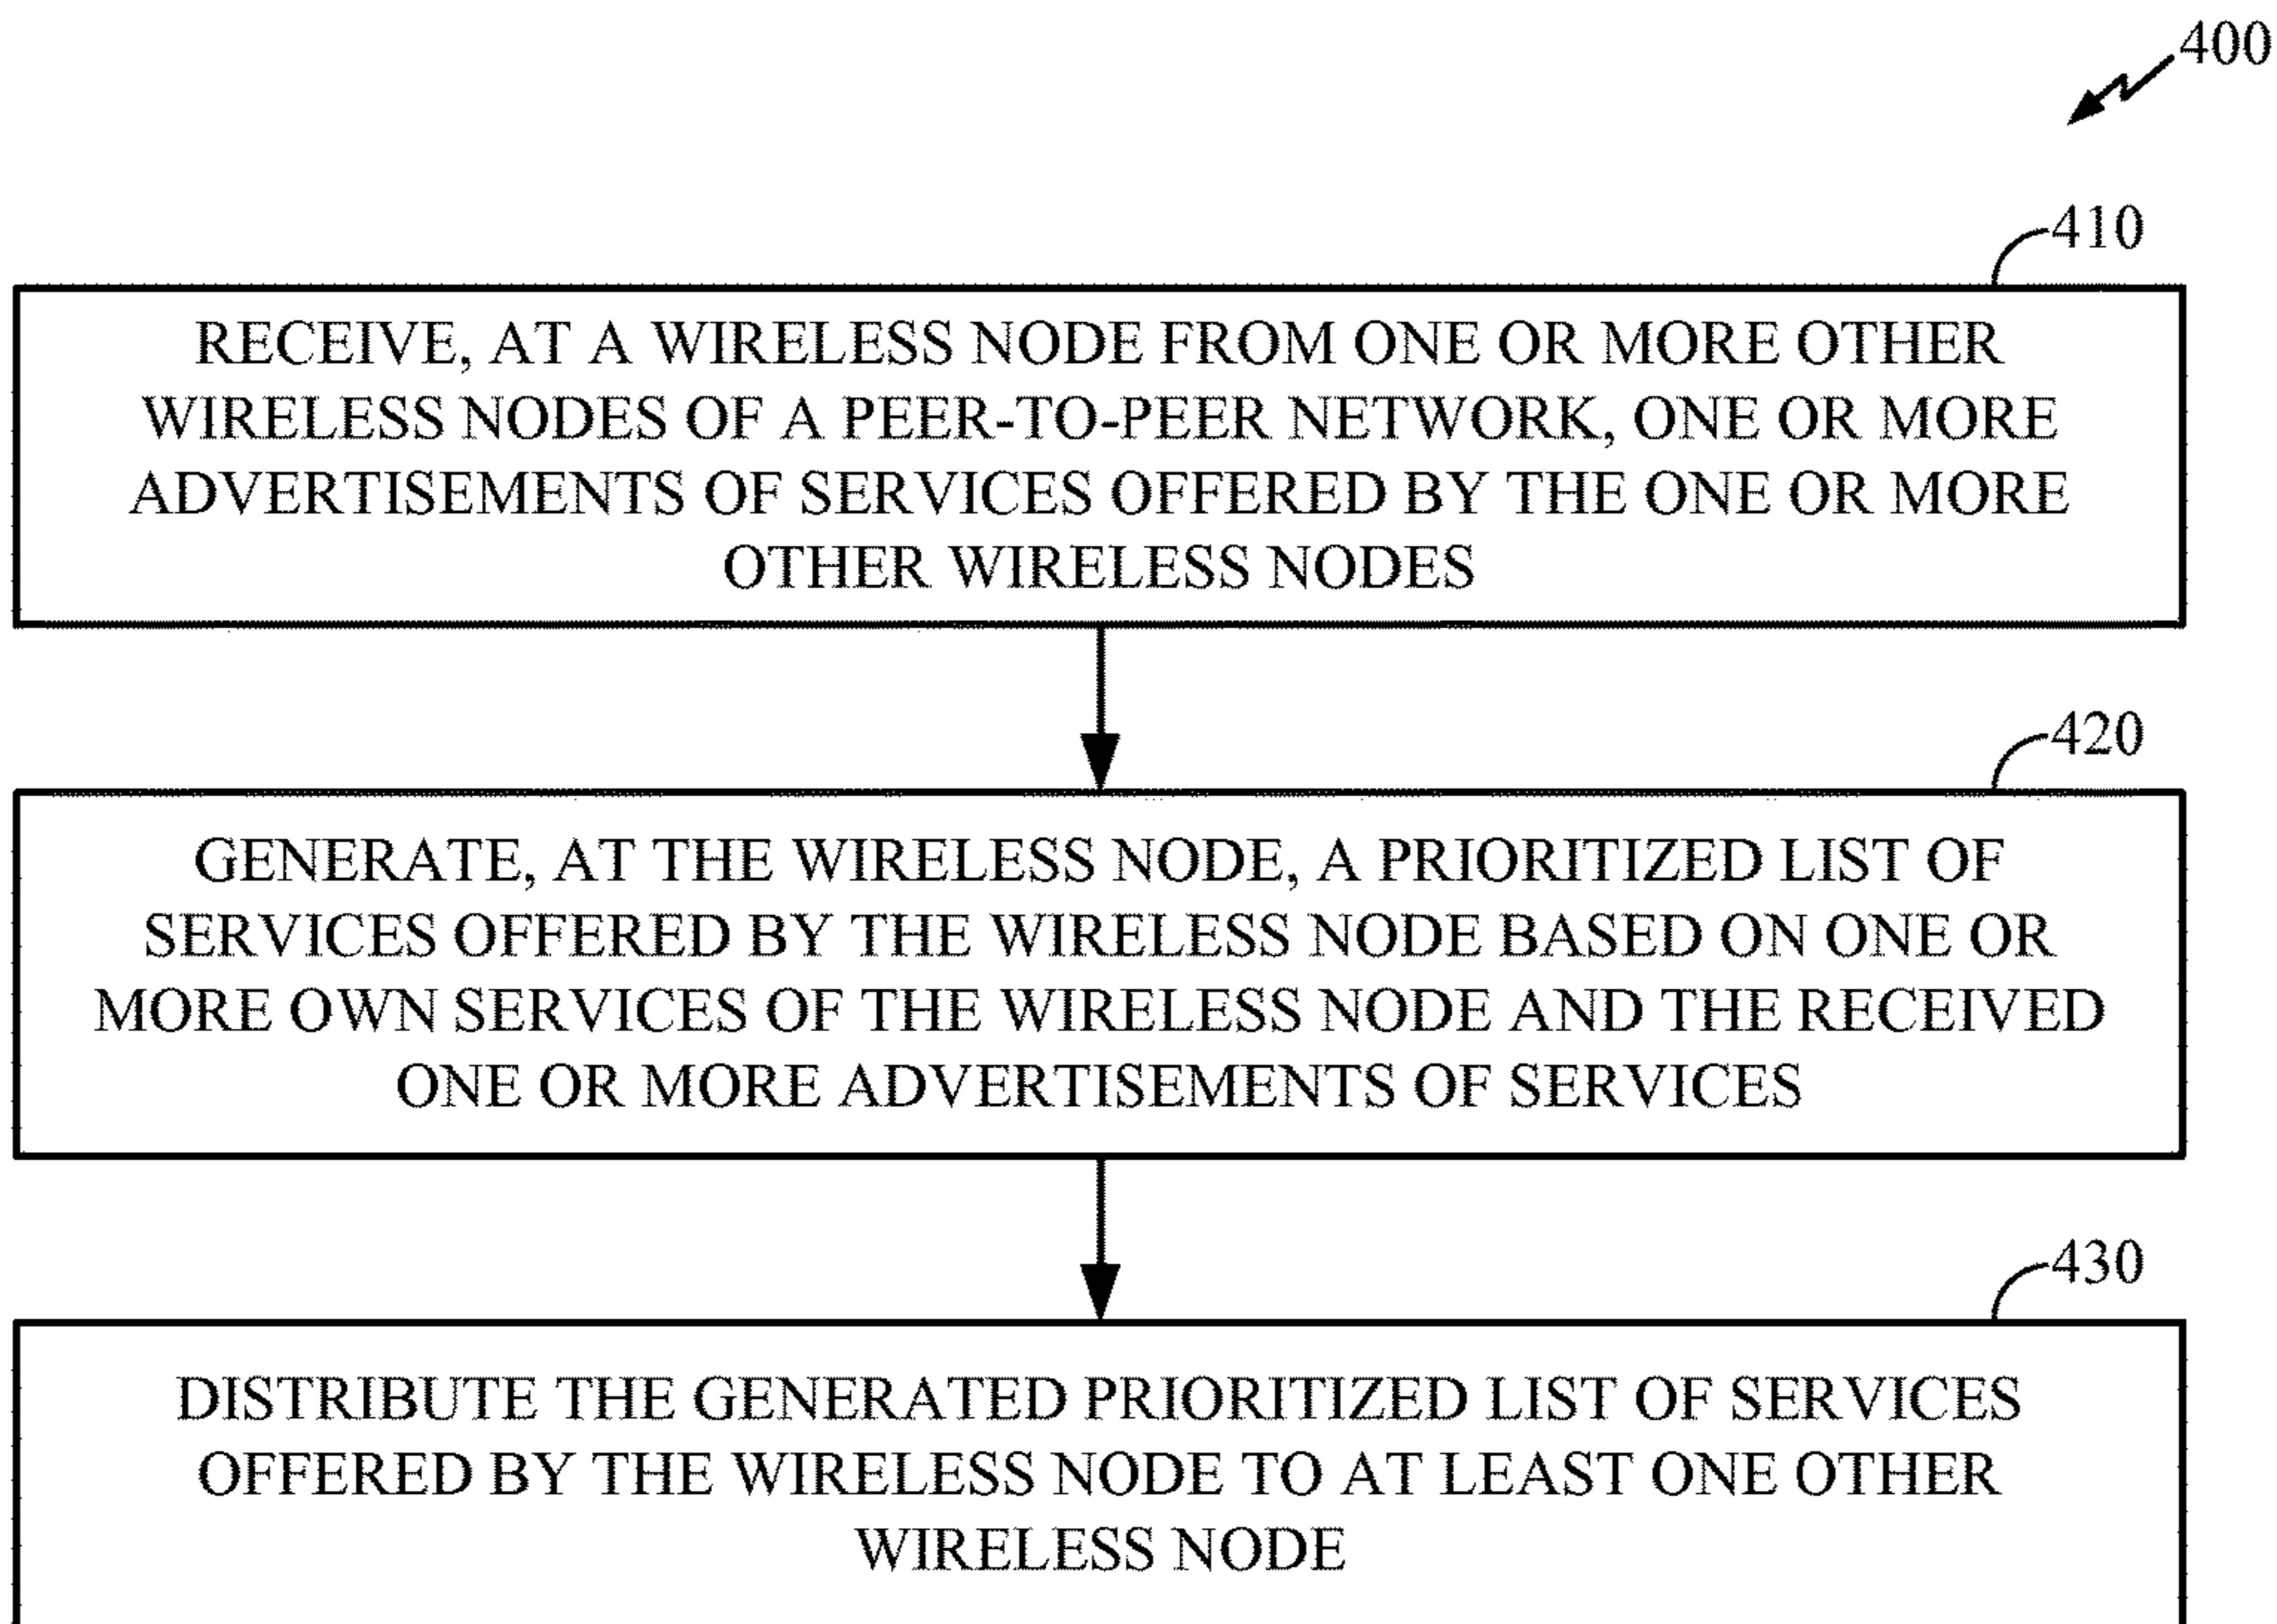 400
410
RECEIVE, AT A WIRELESS NODE FROM ONE OR MORE OTHER
WIRELESS NODES OF A PEER-TO-PEER NETWORK, ONE OR MORE
ADVERTISEMENTS OF SERVICES OFFERED BY THE ONE OR MORE
OTHER WIRELESS NODES
420
GENERATE, AT THE WIRELESS NODE, A PRIORITIZED LIST OF
SERVICES OFFERED BY THE WIRELESS NODE BASED ON ONE OR
MORE OWN SERVICES OF THE WIRELESS NODE AND THE RECEIVED
ONE OR MORE ADVERTISEMENTS OF SERVICES
430
DISTRIBUTE THE GENERATED PRIORITIZED LIST OF SERVICES
OFFERED BY THE WIRELESS NODE TO AT LEAST ONE OTHER
WIRELESS NODE